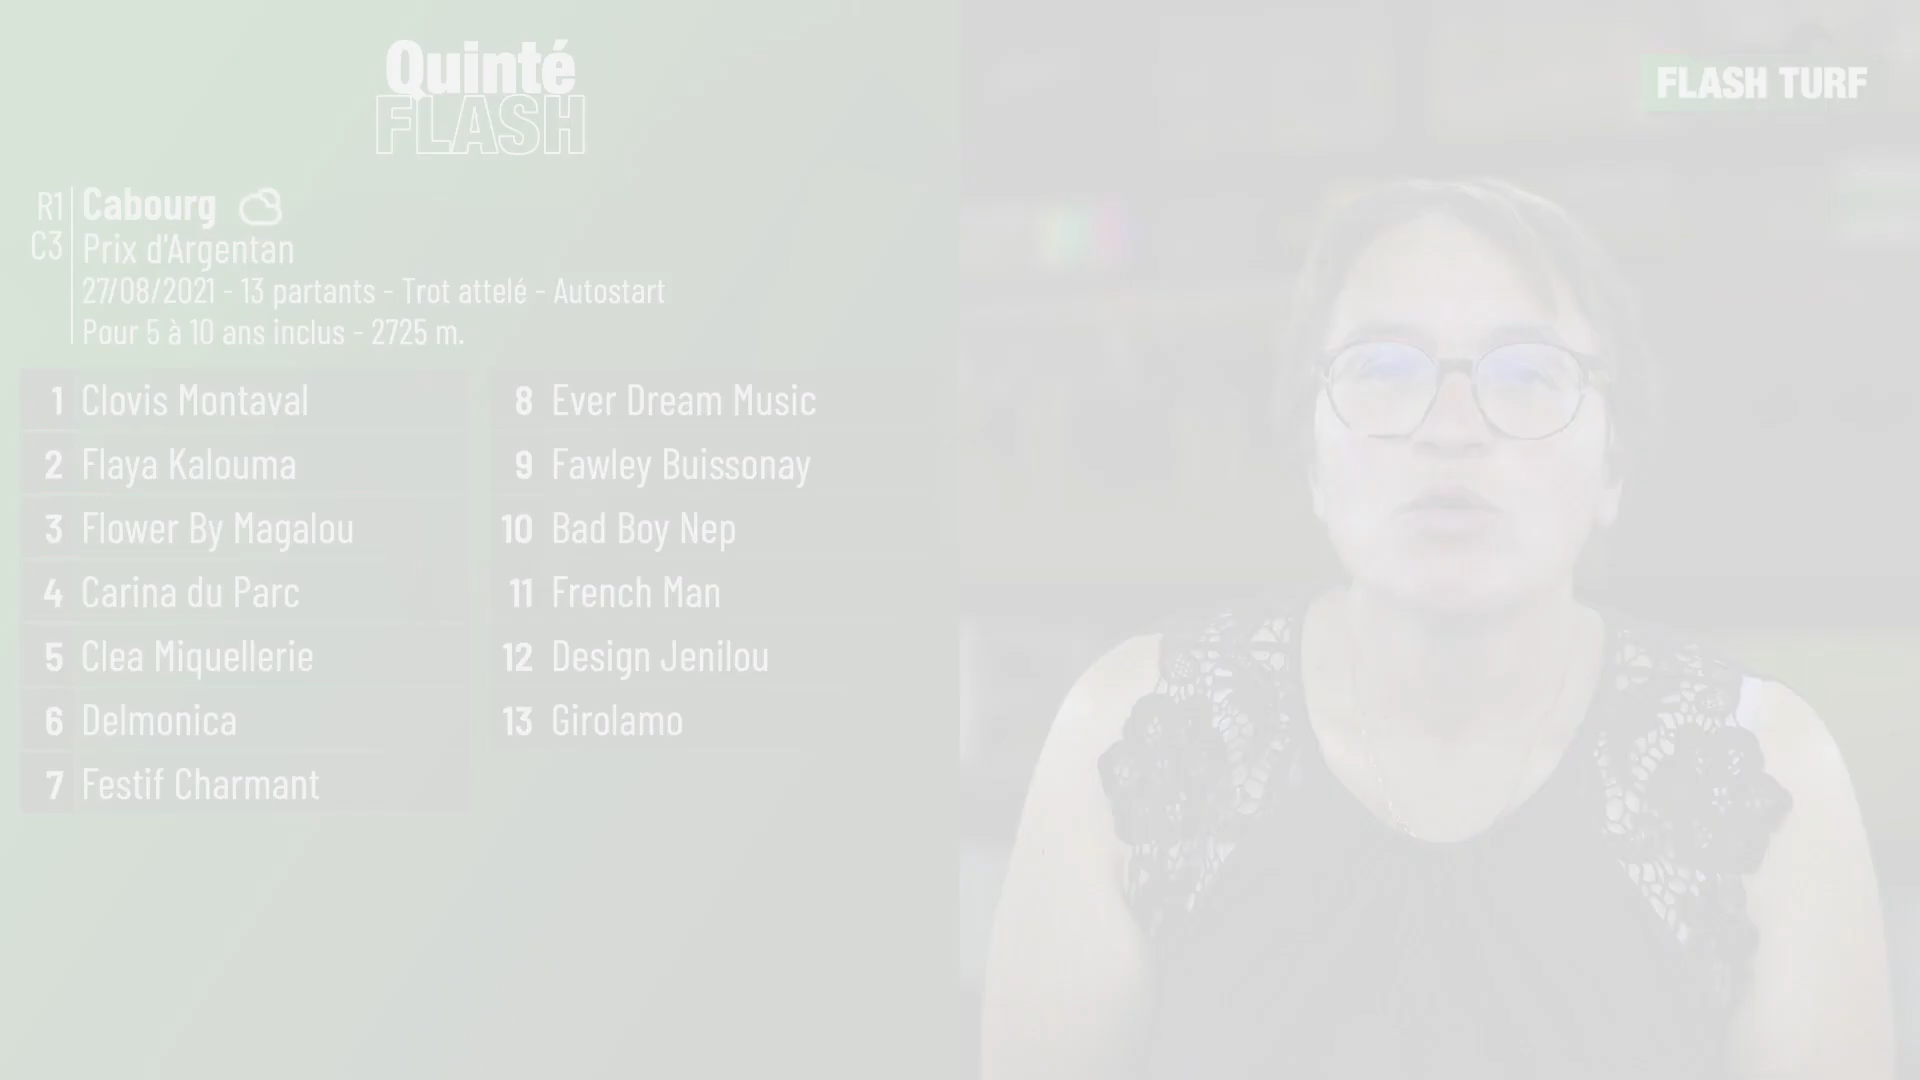 Quinté
FLASH
FLASH TURF
R1 Cabourg
C3 Prix d'Argentan
27/08/2021 - 13 partants - Trot attelé - Autostart
Pour 5 à 10 ans inclus - 2725 m.
1 Clovis Montaval
2 Flaya Kalouma
3 Flower By Magalou
4 Carina du Parc
5 Clea Miquellerie
6 Delmonica
7 Festif Charmant
8 Ever Dream Music
9 Fawley Buissonay
10 Bad Boy Nep
11 French Man
12 Design Jenilou
13 Girolamo